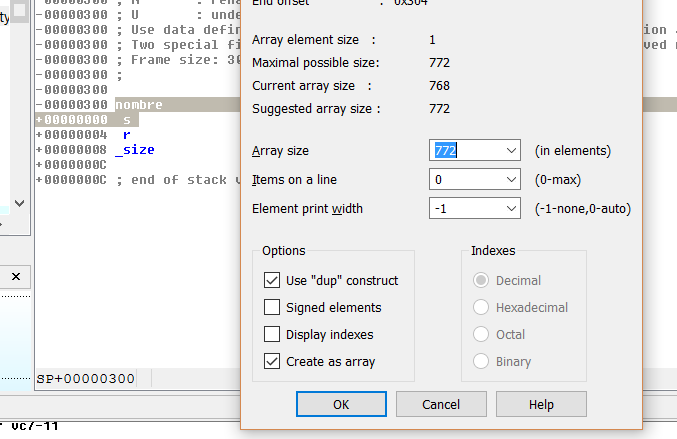 ty
-00000300 ; N : rena
-00000300 ; U : unde
-00000300 ; Use data defin
-00000300 ; Two special fi
-00000300 ; Frame size: 30
-00000300 ;
-00000300
-00000300 nombre
+00000000 s
+00000004 r
+00000008 _size
+0000000C
+0000000C ; end of stack v
SP+00000300
vc7-11
End offset : 0x304
Array element size : 1
Maximal possible size: 772
Current array size : 768
Suggested array size : 772
Array size 772 (in elements)
Items on a line 0 (0-max)
Element print width -1 (-1-none,0-auto)
Options
Use "dup" construct
Signed elements
Display indexes
Create as array
Indexes
Decimal
Hexadecimal
Octal
Binary
OK
Cancel
Help
ion
ved